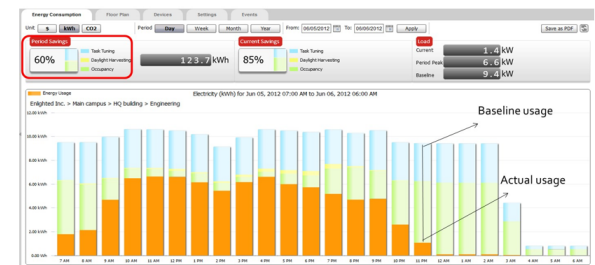 Energy Consumption Floor Plan Devices Settings Events
Unit $ kWh CO2 Period Day Week Month Year From: 06/05/2012 To: 06/06/2012 Apply Save as PDF
Period Savings
60%
Task Tuning
Daylight Harvesting
Occupancy
123.7 kWh
Current Savings
85%
Task Tuning
Daylight Harvesting
Occupancy
Load
Current 1.4 kW
Period Peak 6.6 kW
Baseline 9.4 kW
Energy Usage
Electricity (kWh) for Jun 05, 2012 07:00 AM to Jun 06, 2012 06:00 AM
Enlighted Inc. > Main campus > HQ building > Engineering
12.00 kWh
10.00 kWh
8.00 kWh
6.00 kWh
4.00 kWh
2.00 kWh
0.00 kWh
Baseline usage
Actual usage
7 AM 8 AM 9 AM 10 AM 11 AM 12 PM 1 PM 2 PM 3 PM 4 PM 5 PM 6 PM 7 PM 8 PM 9 PM 10 PM 11 PM 12 AM 1 AM 2 AM 3 AM 4 AM 5 AM 6 AM